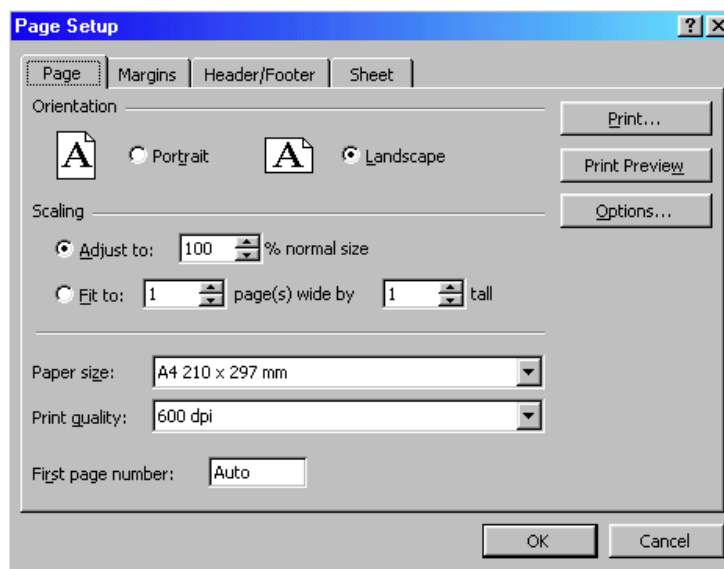 Page Setup
Page Margins Header/Footer Sheet
Orientation
A Portrait A Landscape
Print...
Print Preview
Scaling
Options...
Adjust to: 100 % normal size
Fit to: 1 page(s) wide by 1 tall
Paper size: A4 210 x 297 mm
Print quality: 600 dpi
First page number: Auto
OK Cancel